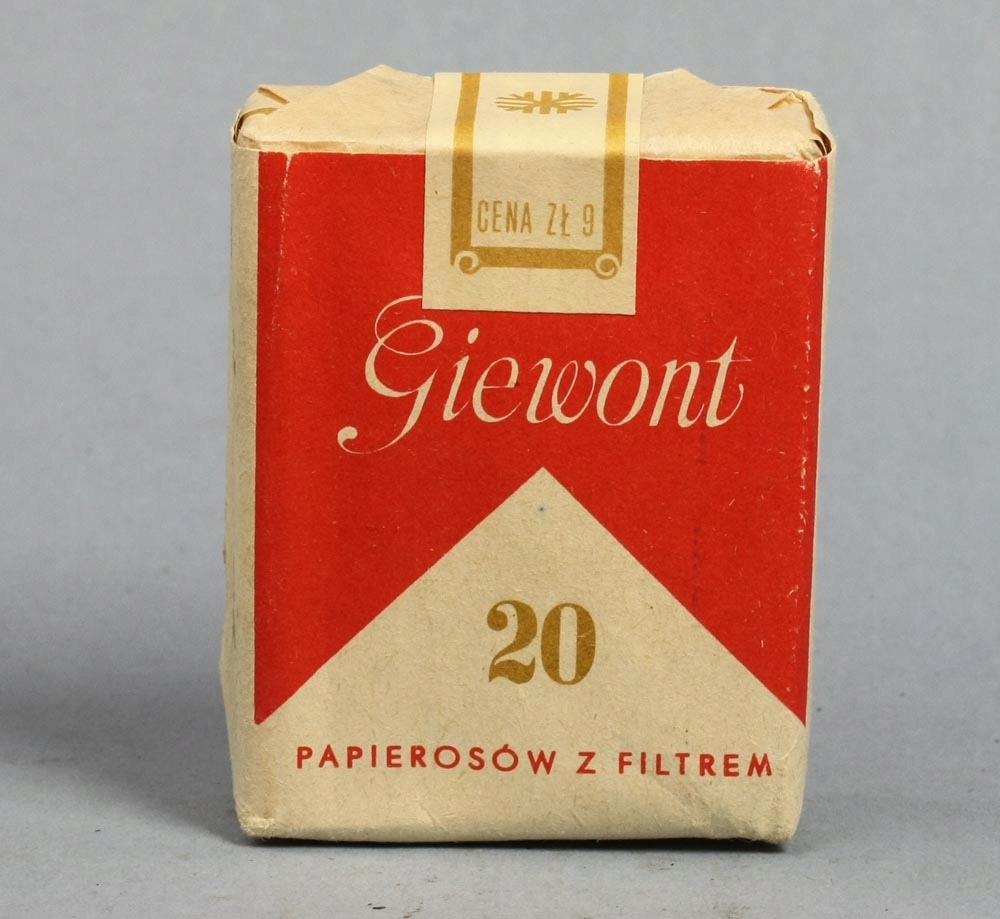 CENA ZŁ 9
Giewont
20
PAPIEROSÓW Z FILTREM